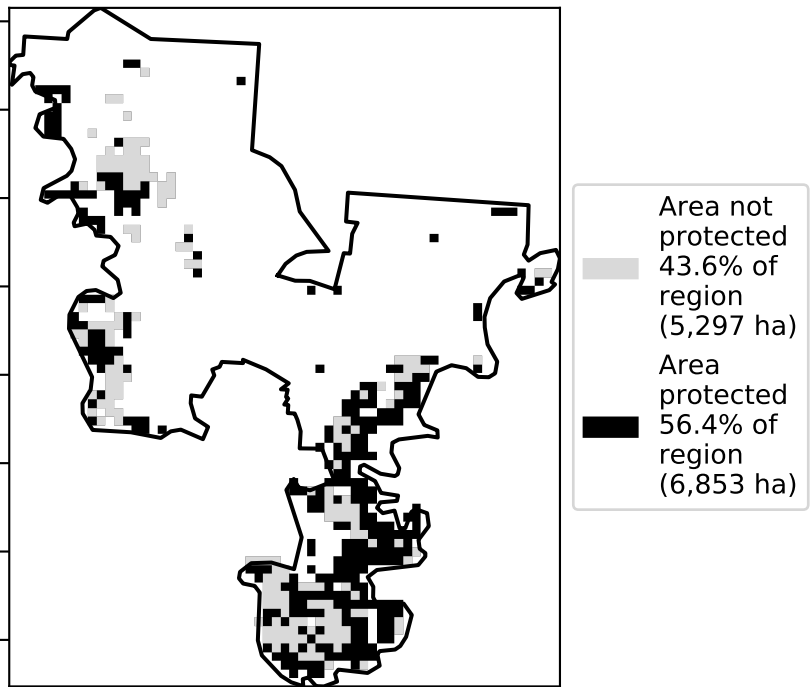 Area not
protected
43.6% of
region
(5,297 ha)
Area
protected
56.4% of
region
(6,853 ha)